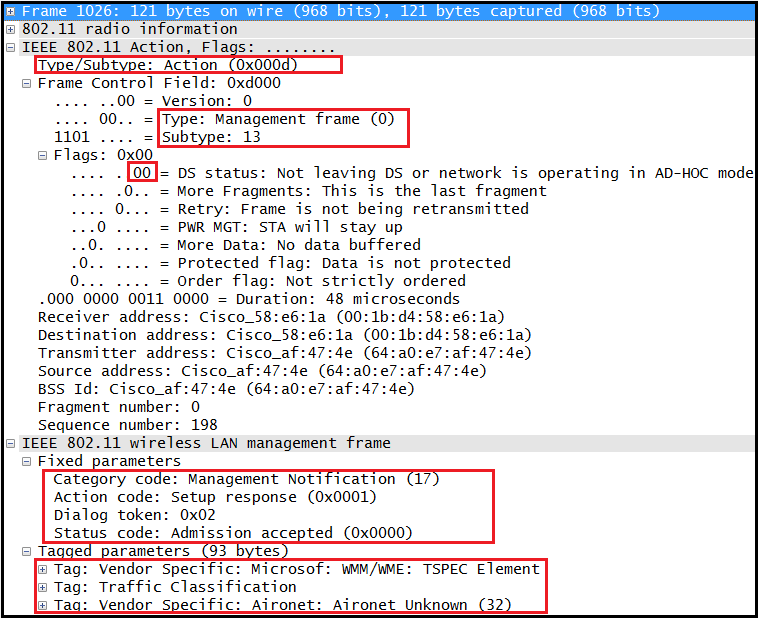 Frame 1026: 121 bytes on wire (968 bits), 121 bytes captured (968 bits)
802.11 radio information
IEEE 802.11 Action, Flags: ........
Type/Subtype: Action (0x000d)
Frame Control Field: 0xd000
.... ..00 = Version: 0
.... 00.. = Type: Management frame (0)
1101 .... = Subtype: 13
Flags: 0x00
.... ..00 = DS status: Not leaving DS or network is operating in AD-HOC mode
.... .0.. = More Fragments: This is the last fragment
.... 0... = Retry: Frame is not being retransmitted
...0 .... = PWR MGT: STA will stay up
..0. .... = More Data: No data buffered
.0.. .... = Protected flag: Data is not protected
0... .... = Order flag: Not strictly ordered
.000 0000 0011 0000 = Duration: 48 microseconds
Receiver address: Cisco_58:e6:1a (00:1b:d4:58:e6:1a)
Destination address: Cisco_58:e6:1a (00:1b:d4:58:e6:1a)
Transmitter address: Cisco_af:47:4e (64:a0:e7:af:47:4e)
Source address: Cisco_af:47:4e (64:a0:e7:af:47:4e)
BSS Id: Cisco_af:47:4e (64:a0:e7:af:47:4e)
Fragment number: 0
Sequence number: 198
IEEE 802.11 wireless LAN management frame
Fixed parameters
Category code: Management Notification (17)
Action code: Setup response (0x0001)
Dialog token: 0x02
Status code: Admission accepted (0x0000)
Tagged parameters (93 bytes)
Tag: Vendor Specific: Microsof: WMM/WME: TSPEC Element
Tag: Traffic Classification
Tag: Vendor Specific: Aironet: Aironet Unknown (32)